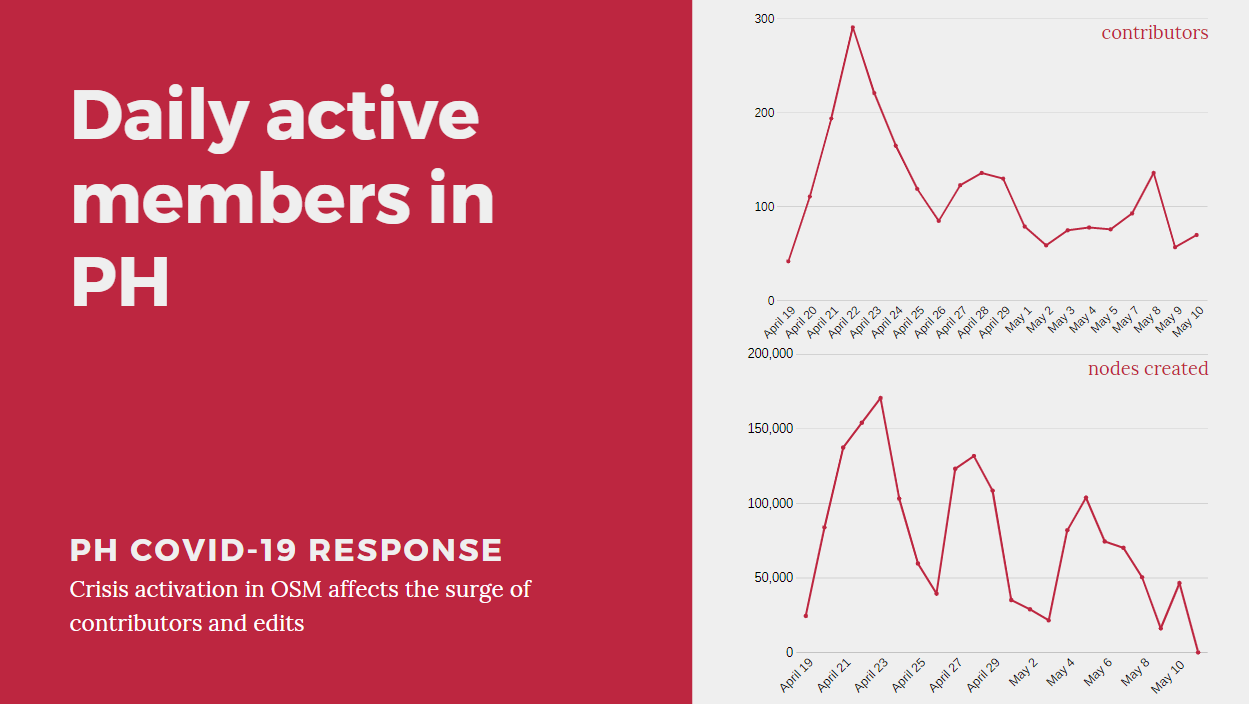 Daily active
members in
PH
PH COVID-19 RESPONSE
Crisis activation in OSM affects the surge of
contributors and edits
contributors
300
200
100
0
April 19
April 20
April 21
April 22
April 23
April 24
April 25
April 26
April 27
April 28
April 29
May 1
May 2
May 3
May 4
May 5
May 7
May 8
May 9
May 10
nodes created
200,000
150,000
100,000
50,000
0
April 19
April 21
April 23
April 25
April 27
April 29
May 2
May 4
May 6
May 8
May 10